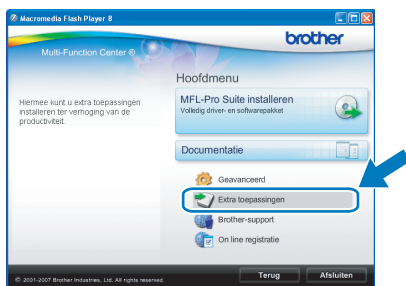 Macromedia Flash Player 8
brother
Multi-Function Center ®
Hoofdmenu
Hiermee kunt u extra toepassingen
installeren ter verhoging van de
productiviteit.
MFL-Pro Suite installeren
Volledig driver- en softwarepakket
Documentatie
Geavanceerd
Extra toepassingen
Brother-support
On line registratie
© 2001-2007 Brother Industries, Ltd. All rights reserved.
Terug
Afsluiten